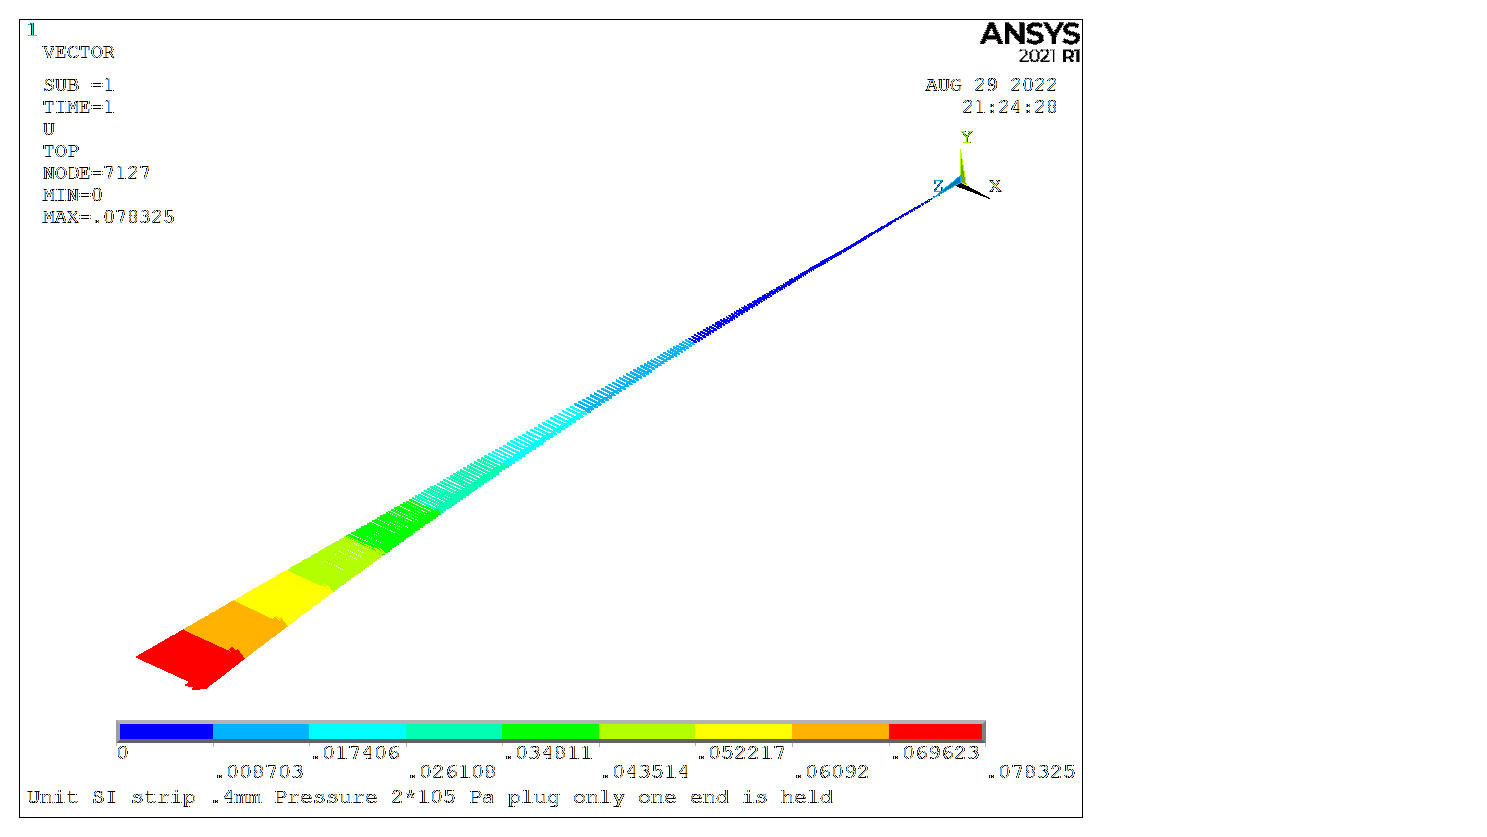 1
VECTOR
SUB =1
TIME=1
U
TOP
NODE=7127
MIN=0
MAX=.078325
ANSYS
2021 R1
AUG 29 2022
21:24:28
Y
Z X
0 .017406 .034811 .052217 .069623
.008703 .026108 .043514 .06092 .078325
Unit SI strip .4mm Pressure 2*105 Pa plug only one end is held